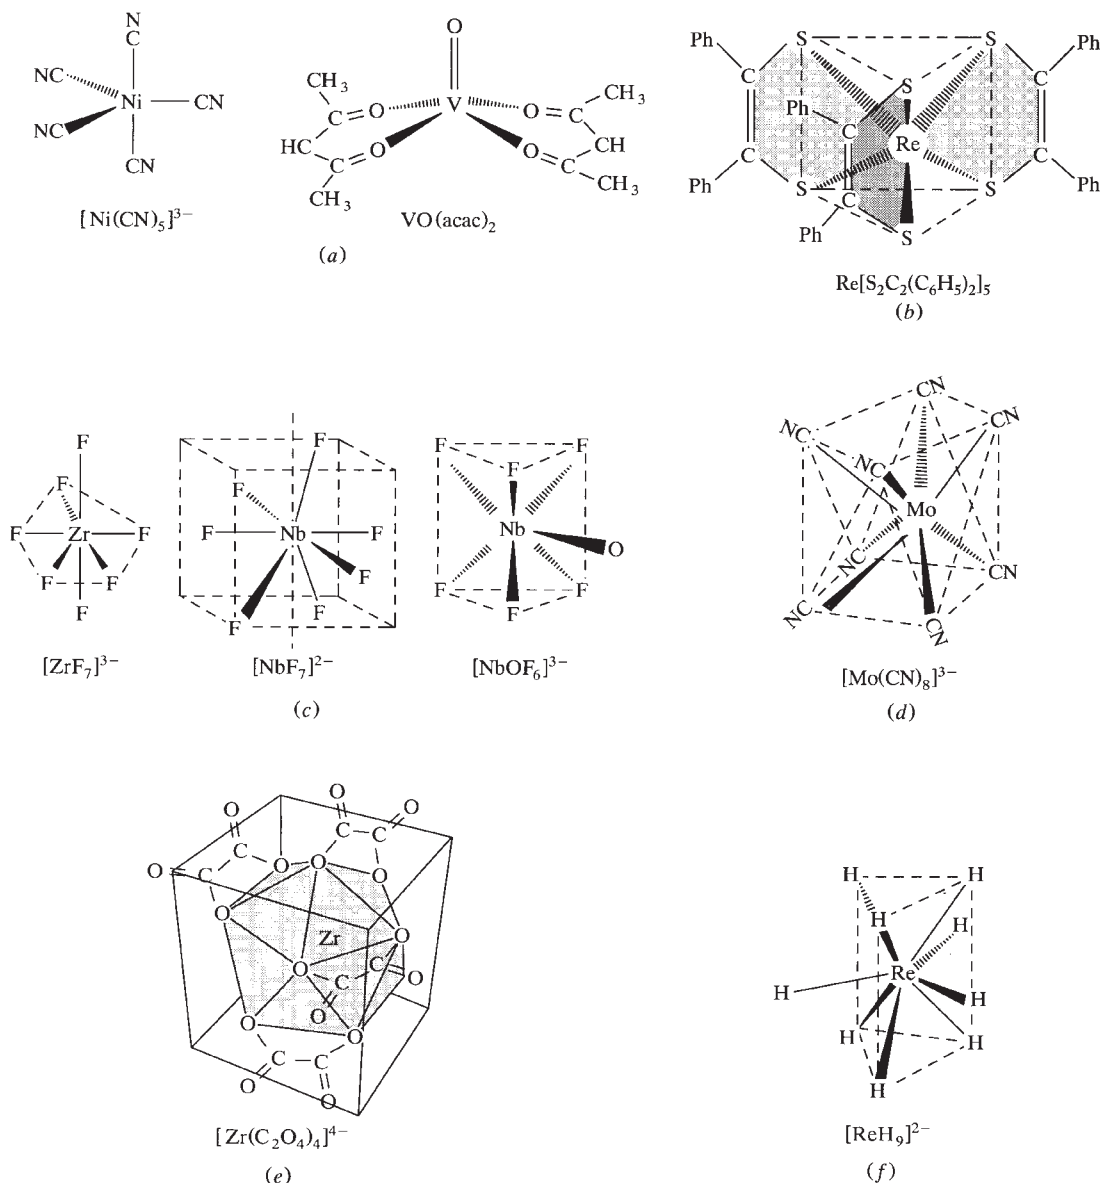 N
C
NC
Ni
CN
NC
CN
[Ni(CN)₅]³⁻
O
CH₃
V
CH₃
C
O
O
C
HC
CH
C
O
O
C
CH₃
CH₃
VO(acac)₂
(a)
Ph
S
S
Ph
C
S
C
Ph
C
Re
Ph
C
C
Ph
S
C
S
Ph
S
Re[S₂C₂(C₆H₅)₂]₅
(b)
F
F
F
Zr
F
F
F
F
[ZrF₇]³⁻
F
F
F
Nb
F
F
F
F
[NbF₇]²⁻
F
F
F
Nb
O
F
F
F
[NbOF₆]³⁻
(c)
CN
NC
CN
NC
Mo
NC
CN
NC
CN
[Mo(CN)₈]³⁻
(d)
O
O
O
C
C
C
O
C
O
O
O
O
Zr
O
O
C
C
O
O
O
O
C
C
O
O
[Zr(C₂O₄)₄]⁴⁻
(e)
H
H
H
H
Re
H
H
H
H
H
[ReH₉]²⁻
(f)